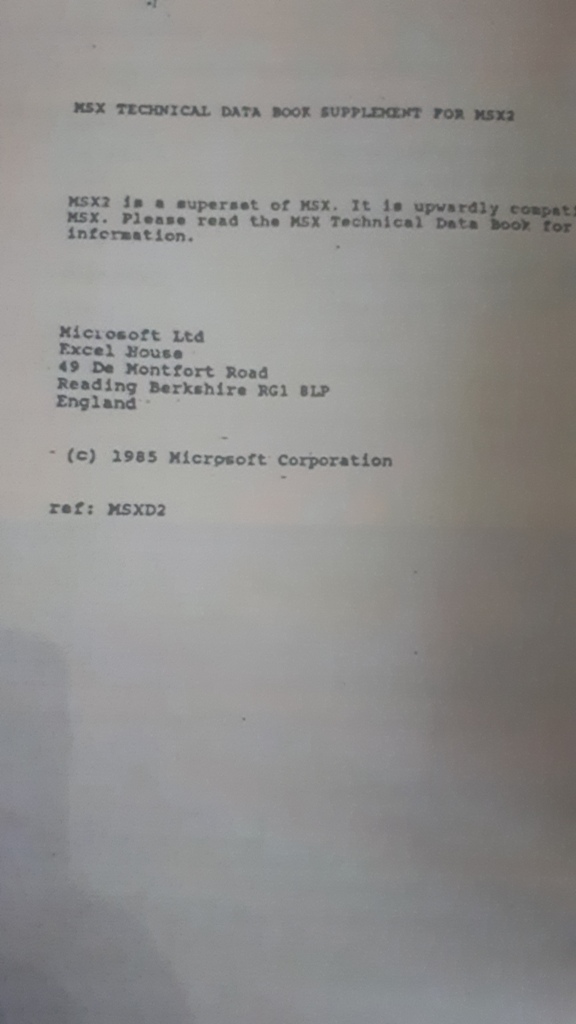 MSX TECHNICAL DATA BOOK SUPPLEMENT FOR MSX2
MSX2 is a superset of MSX. It is upwardly compati
MSX. Please read the MSX Technical Data Book for
information.
Microsoft Ltd
Excel House
49 De Montfort Road
Reading Berkshire RG1 8LP
England
(c) 1985 Micrpsoft Corporation
ref: MSXD2